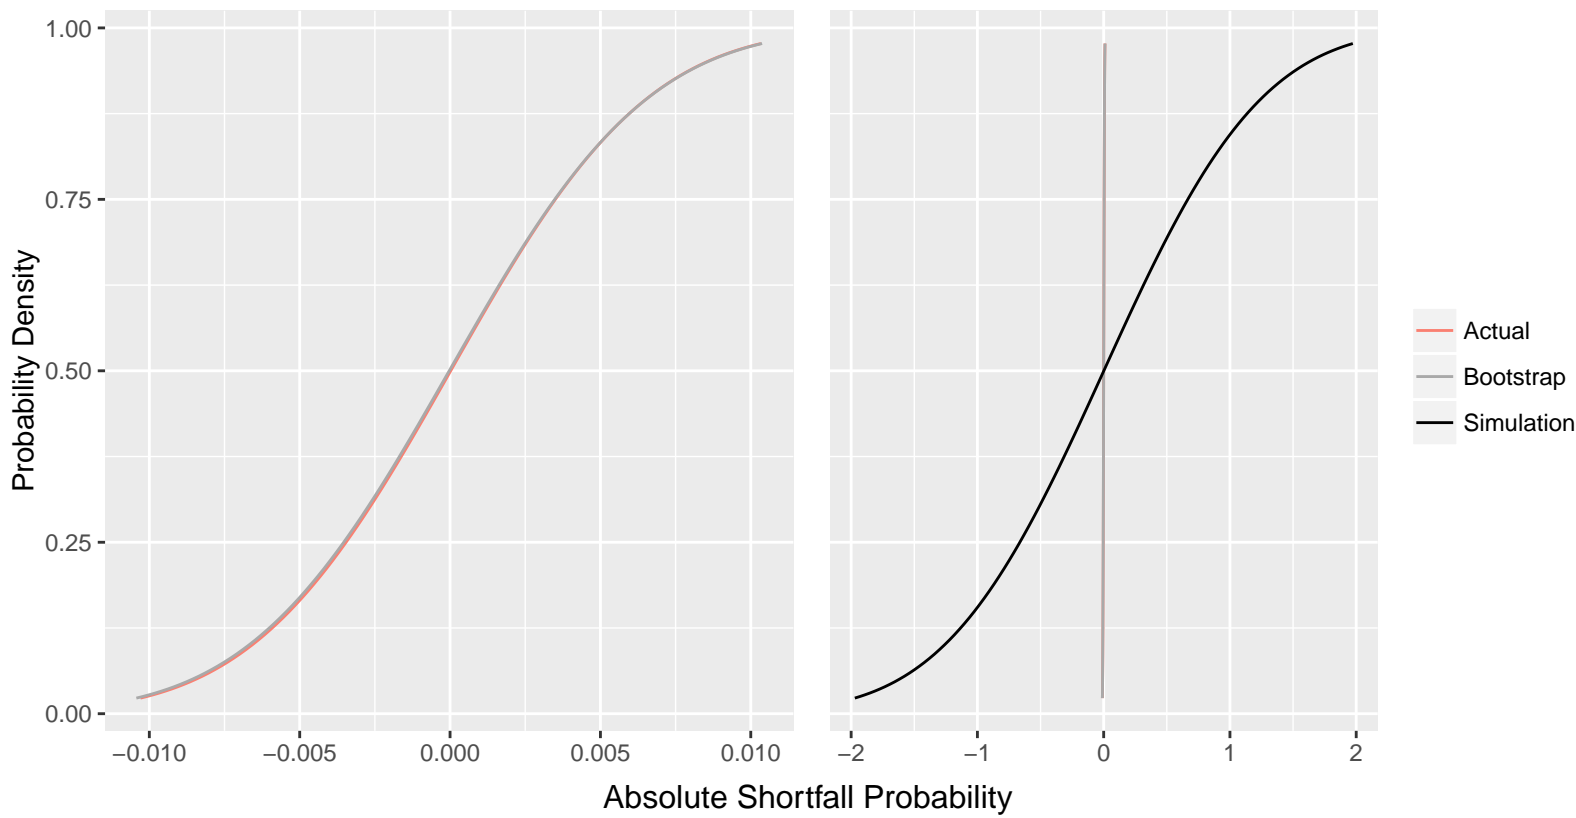 1.00
0.75
0.50
0.25
0.00
Probability Density
−0.010 −0.005 0.000 0.005 0.010
−2 −1 0 1 2
Absolute Shortfall Probability
Actual
Bootstrap
Simulation